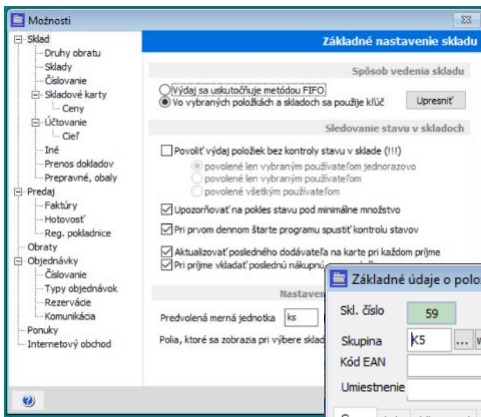 Možnosti
Sklad
Druhy obratu
Sklady
Číslovanie
Skladové karty
Ceny
Účtovanie
Cieľ
Iné
Prenos dokladov
Prepravné, obaly
Predaj
Faktúry
Hotovosť
Reg. pokladnice
Obraty
Objednávky
Číslovanie
Typy objednávok
Rezervácie
Komunikácia
Ponuky
Internetový obchod
Základné nastavenie skladu
Spôsob vedenia skladu
Výdaj sa uskutočňuje metódou FIFO
Vo vybraných položkách a skladoch sa použije kľúč
Upresniť
Sledovanie stavu v skladoch
Povoliť výdaj položiek bez kontroly stavu v sklade (!!!)
povolené len vybraným používateľom jednorazovo
povolené len vybraným používateľom
povolené všetkým používateľom
Upozorňovať na pokles stavu pod minimálne množstvo
Pri prvom dennom štarte programu spustiť kontrolu stavov
Aktualizovať posledného dodávateľa na karte pri každom príjme
Pri príjme vkladať poslednú nákupnú
Predvolená merná jednotka ks
Polia, ktoré sa zobrazia pri výbere
Základné údaje o
Skl. číslo 59
Skupina K5 ...
Kód EAN
Umiestnenie